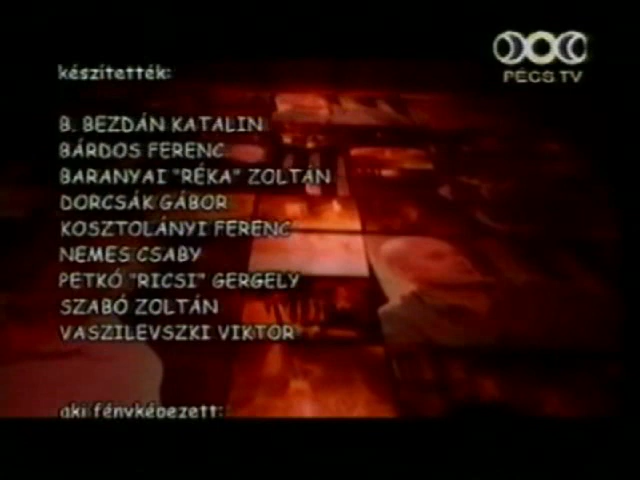 PÉCS TV
készítették:
B. BEZDÁN KATALIN
BÁRDOS FERENC
BARANYAI "RÉKA" ZOLTÁN
DORCSÁK GÁBOR
KOSZTOLÁNYI FERENC
NEMES CSABY
PETKÓ "RICSI" GERGELY
SZABÓ ZOLTÁN
VASZILEVSZKI VIKTOR
aki fényképezett: